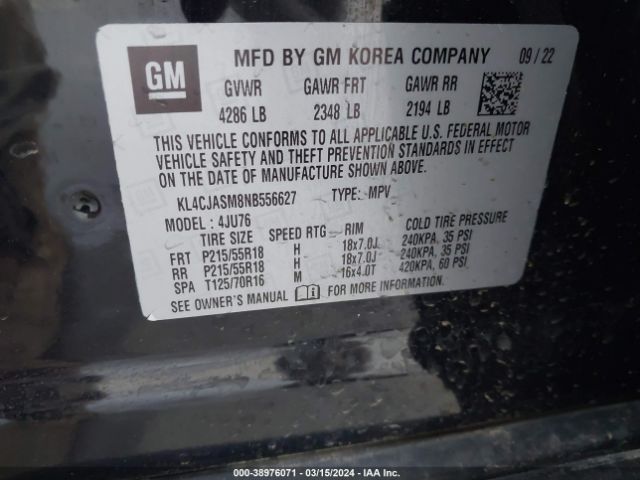 GM
MFD BY GM KOREA COMPANY 09 / 22
GVWR GAWR FRT GAWR RR
4286 LB 2348 LB 2194 LB
THIS VEHICLE CONFORMS TO ALL APPLICABLE U.S. FEDERAL MOTOR
VEHICLE SAFETY AND THEFT PREVENTION STANDARDS IN EFFECT
ON THE DATE OF MANUFACTURE SHOWN ABOVE.
KL4CJASM8NB556627 TYPE: MPV
MODEL : 4JU76
TIRE SIZE SPEED RTG RIM COLD TIRE PRESSURE
FRT P215/55R18 H 18x7.0J 240KPA, 35 PSI
RR P215/55R18 H 18x7.0J 240KPA, 35 PSI
SPA T125/70R16 M 16x4.0T 420KPA, 60 PSI
SEE OWNER'S MANUAL FOR MORE INFORMATION.
000-38976071 — 03/15/2024 — IAA Inc.